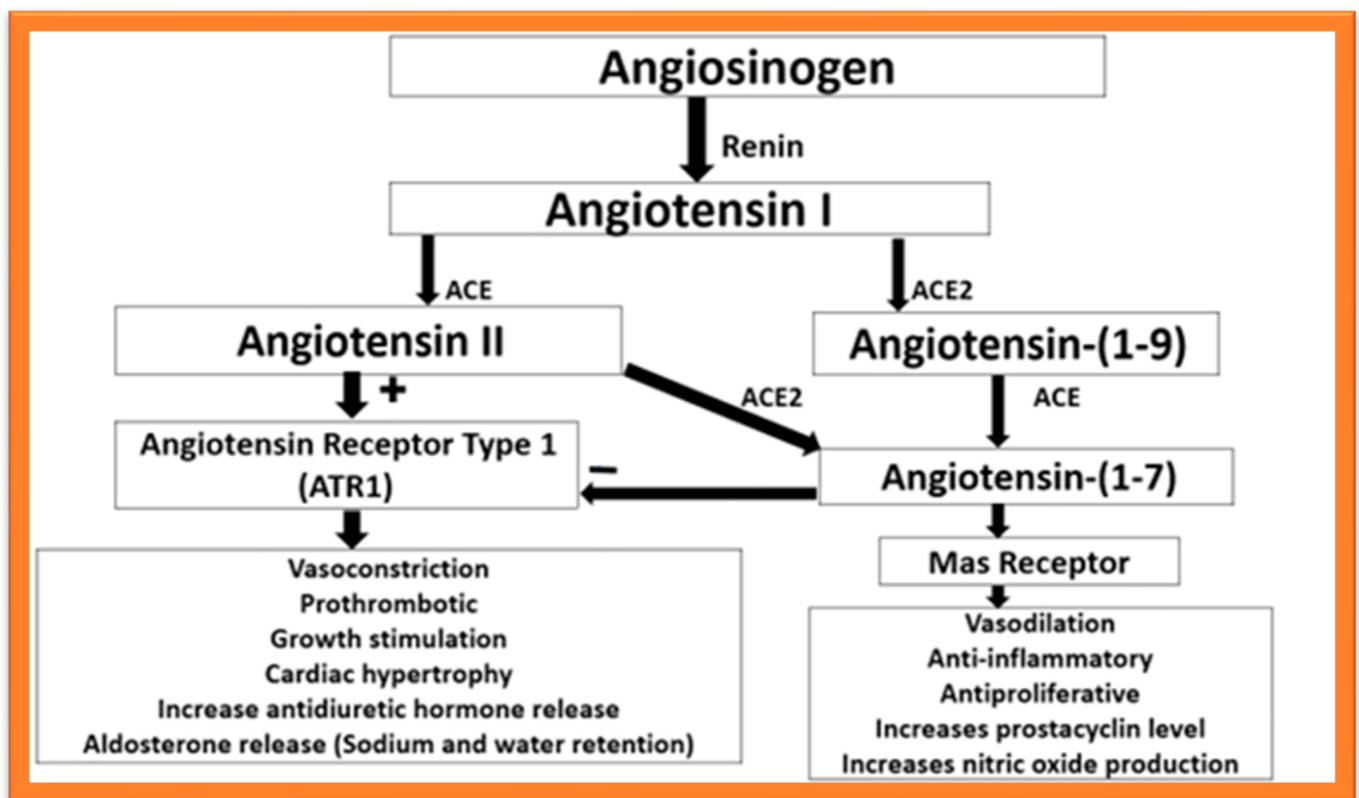 Angiosinogen
Renin
Angiotensin I
ACE
ACE2
Angiotensin II
Angiotensin-(1-9)
+
ACE2
ACE
Angiotensin Receptor Type 1
(ATR1)
−
Angiotensin-(1-7)
Mas Receptor
Vasoconstriction
Prothrombotic
Growth stimulation
Cardiac hypertrophy
Increase antidiuretic hormone release
Aldosterone release (Sodium and water retention)
Vasodilation
Anti-inflammatory
Antiproliferative
Increases prostacyclin level
Increases nitric oxide production